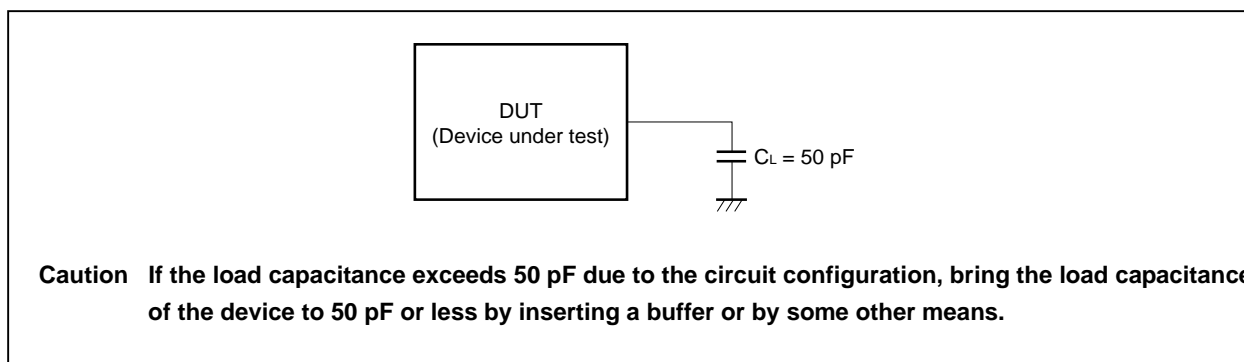 DUT
(Device under test)
CL = 50 pF
Caution If the load capacitance exceeds 50 pF due to the circuit configuration, bring the load capacitance
of the device to 50 pF or less by inserting a buffer or by some other means.